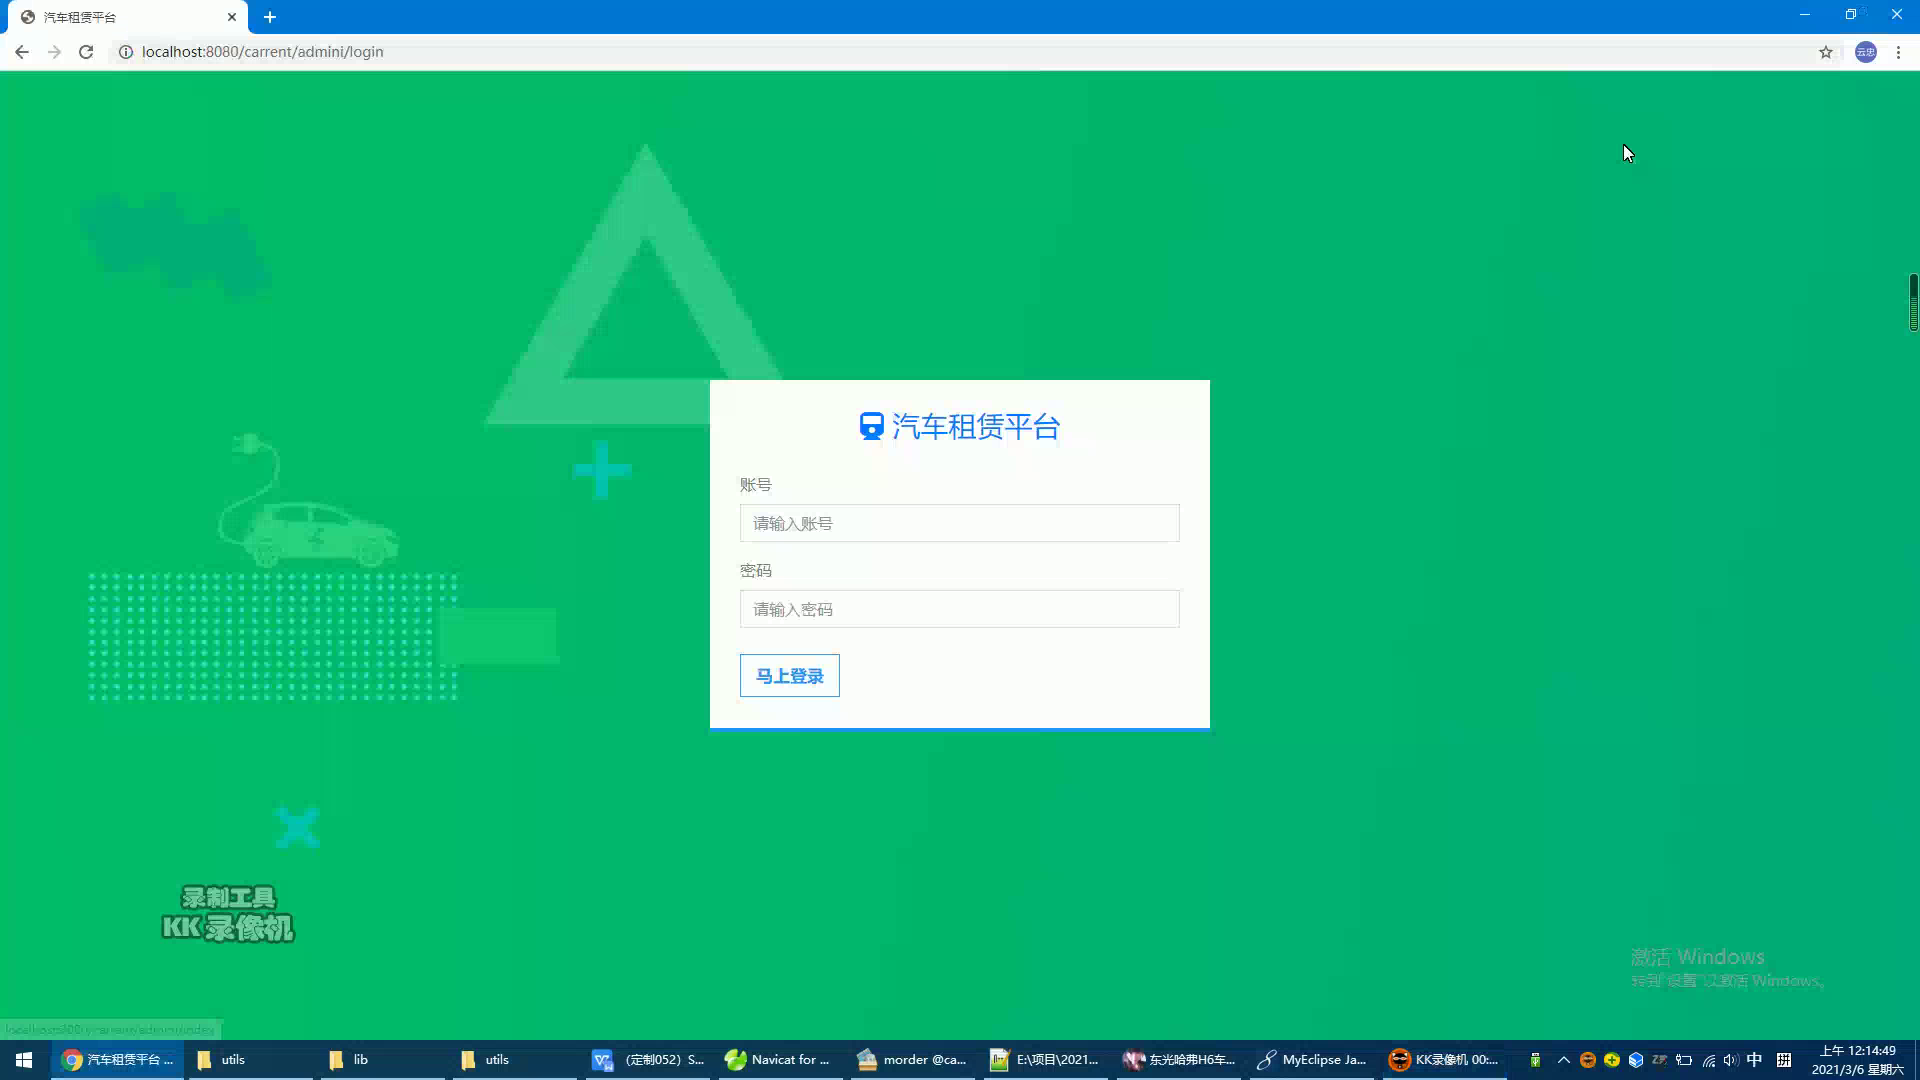 汽车租赁平台
localhost:8080/carrent/admini/login
云忠
汽车租赁平台
账号
请输入账号
密码
请输入密码
马上登录
录制工具
KK 录像机
激活 Windows
转到"设置"以激活 Windows。
汽车租赁平台 ...
utils
lib
utils
(定制052) S...
Navicat for ...
morder @ca...
E:\项目\2021...
东光哈弗H6车...
MyEclipse Ja...
KK录像机 00:...
中
拼
上午 12:14:49
2021/3/6 星期六